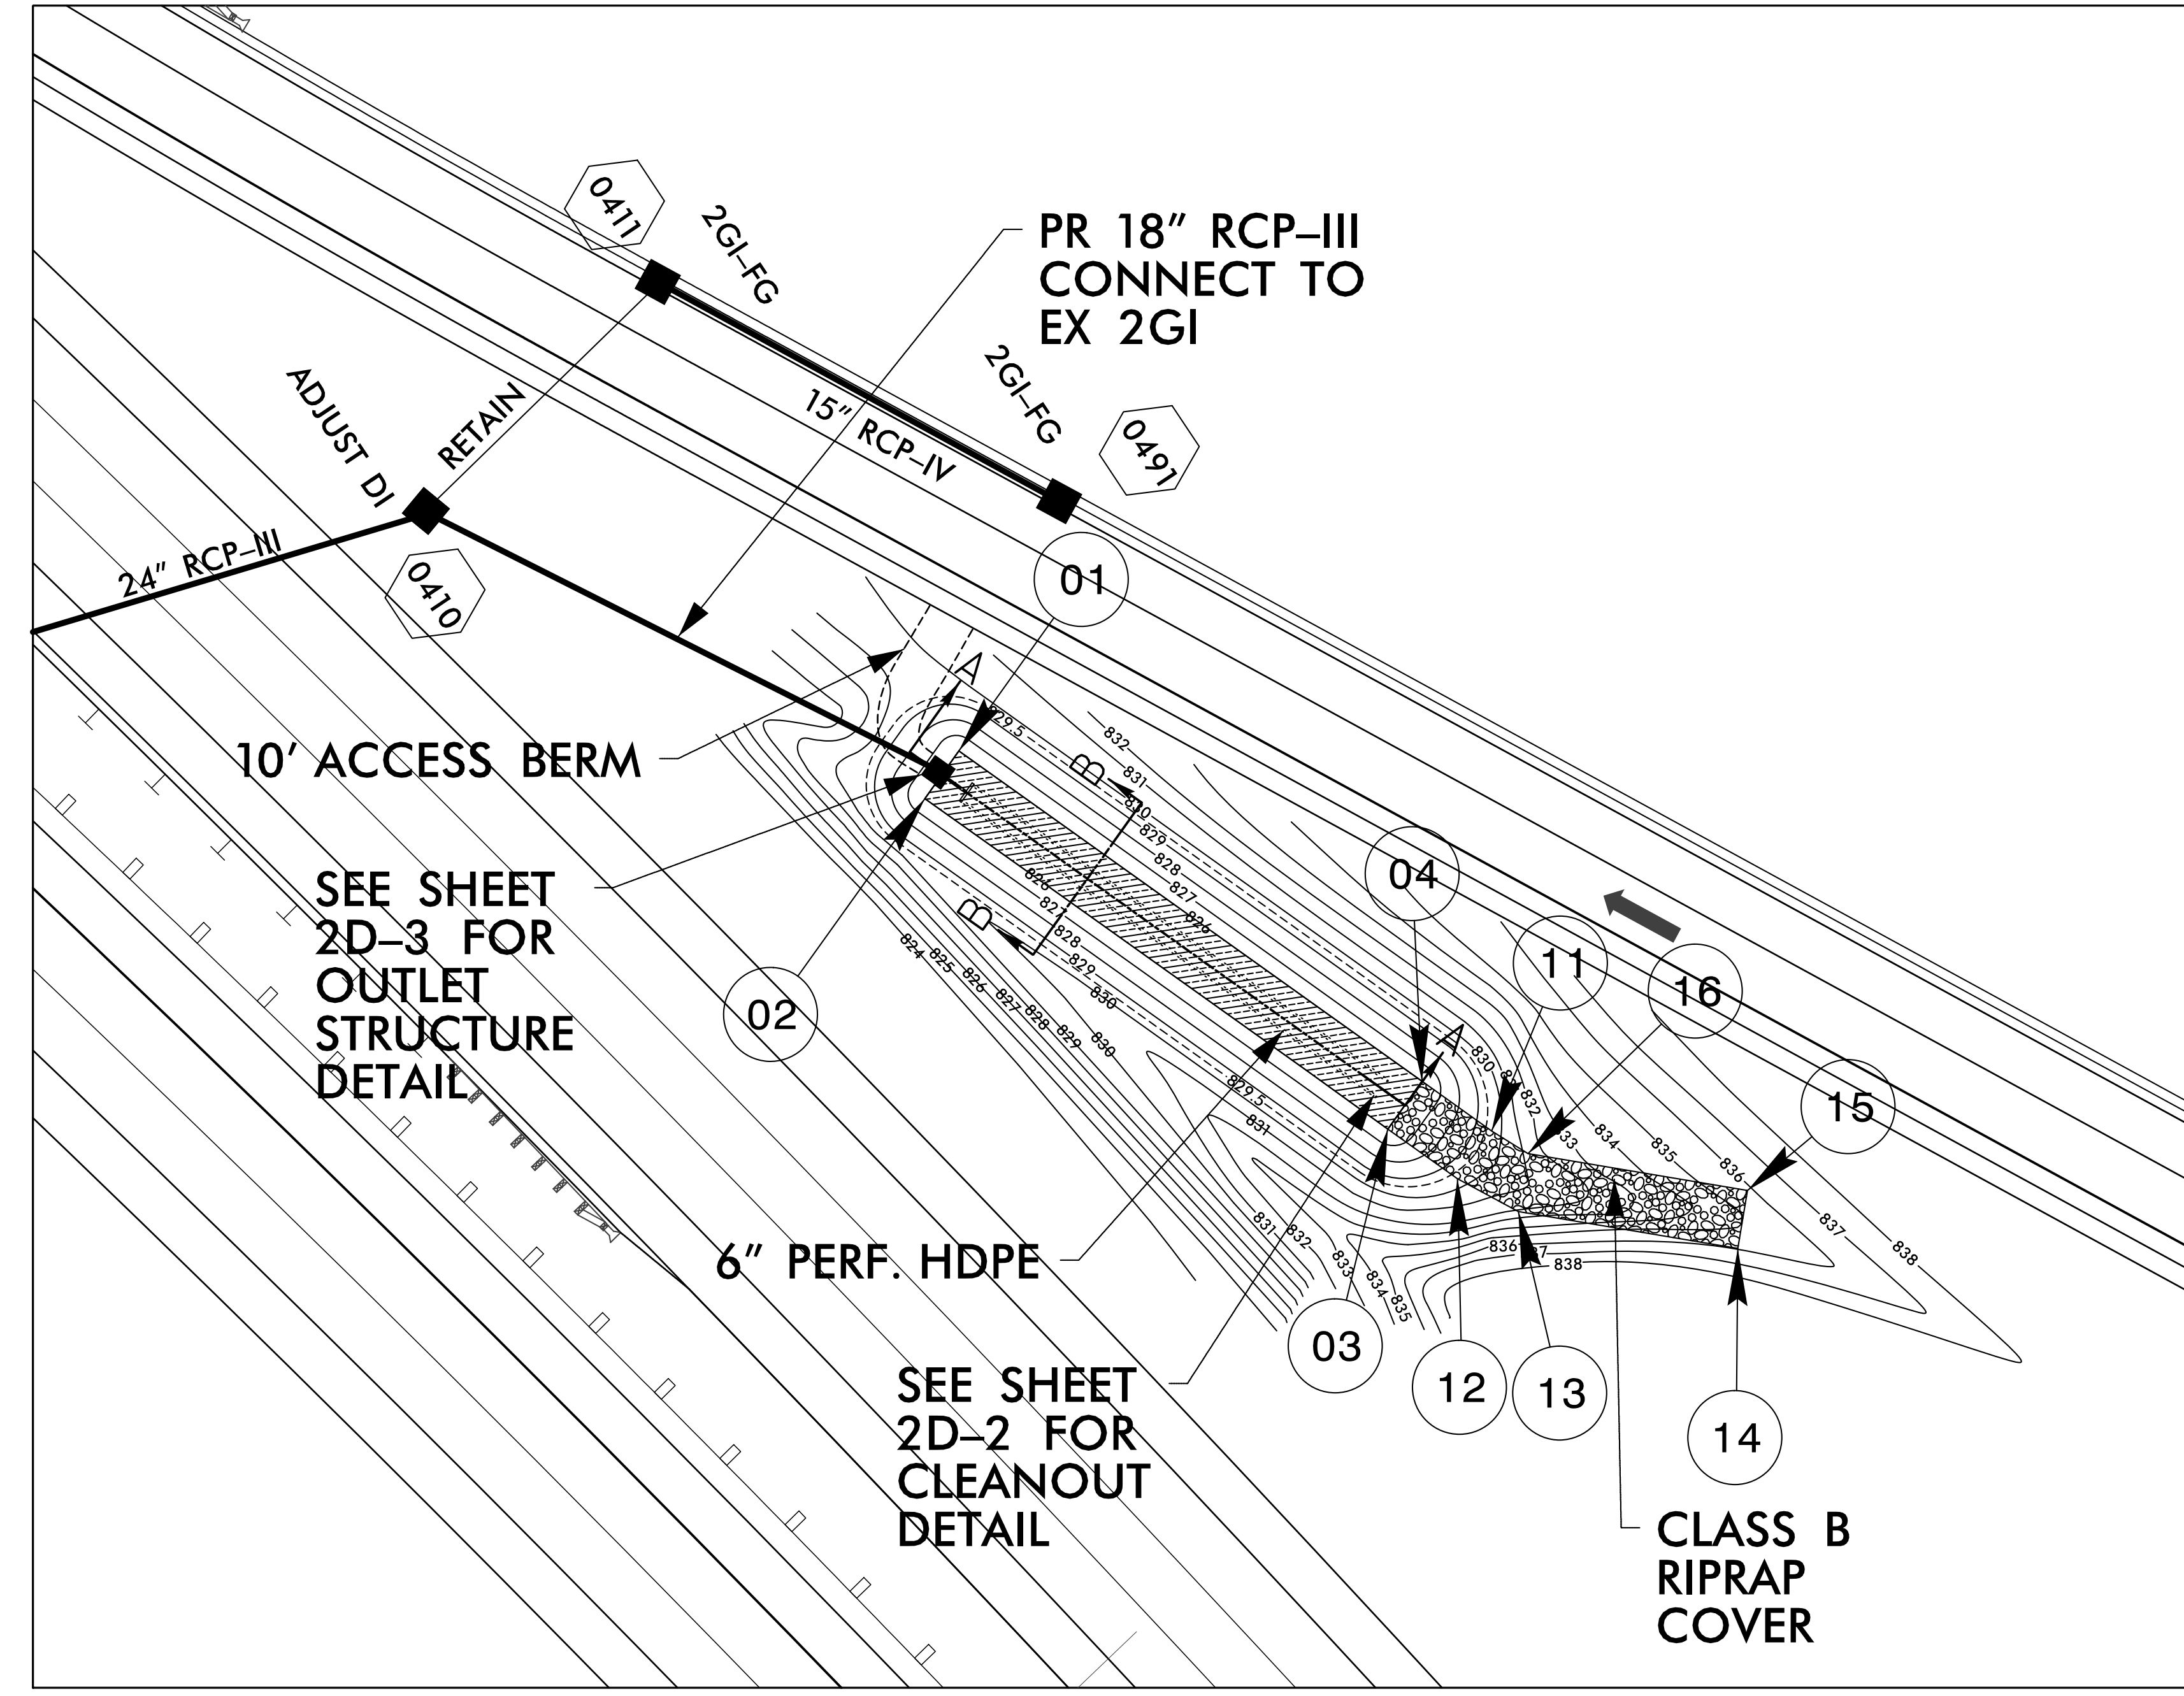 0411
2GI–FG
PR 18" RCP–III
CONNECT TO
EX 2GI
ADJUST DI
RETAIN
15" RCP–IV
2GI–FG
0491
24" RCP–III
0410
01
A
10' ACCESS BERM
829.5
832
831
830
829
828
827
826
B
B
826
827
828
829
830
04
11
16
SEE SHEET
2D–3 FOR
OUTLET
STRUCTURE
DETAIL
02
824
825
826
827
828
829
830
A
830
832
834
835
836
15
829.5
831
6" PERF. HDPE
831
832
833
834
835
836
838
837
838
03
12
13
14
SEE SHEET
2D–2 FOR
CLEANOUT
DETAIL
CLASS B
RIPRAP
COVER